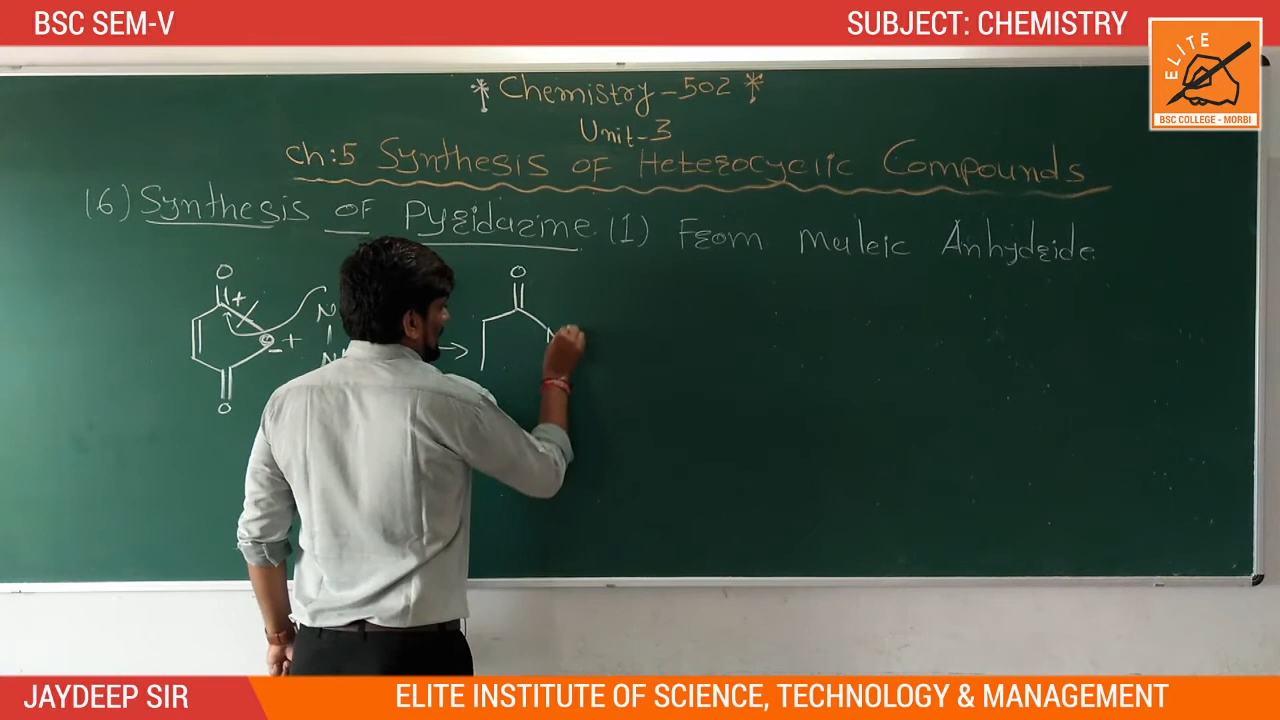 BSC SEM-V
SUBJECT: CHEMISTRY
ELITE
BSC COLLEGE - MORBI
* Chemistry-502 *
Unit-3
Ch:5 Synthesis of Heterocyclic Compounds
(6) Synthesis of Pyridazine (1) From Maleic Anhydride.
O O
+ N
- +
N
O
JAYDEEP SIR
ELITE INSTITUTE OF SCIENCE, TECHNOLOGY & MANAGEMENT